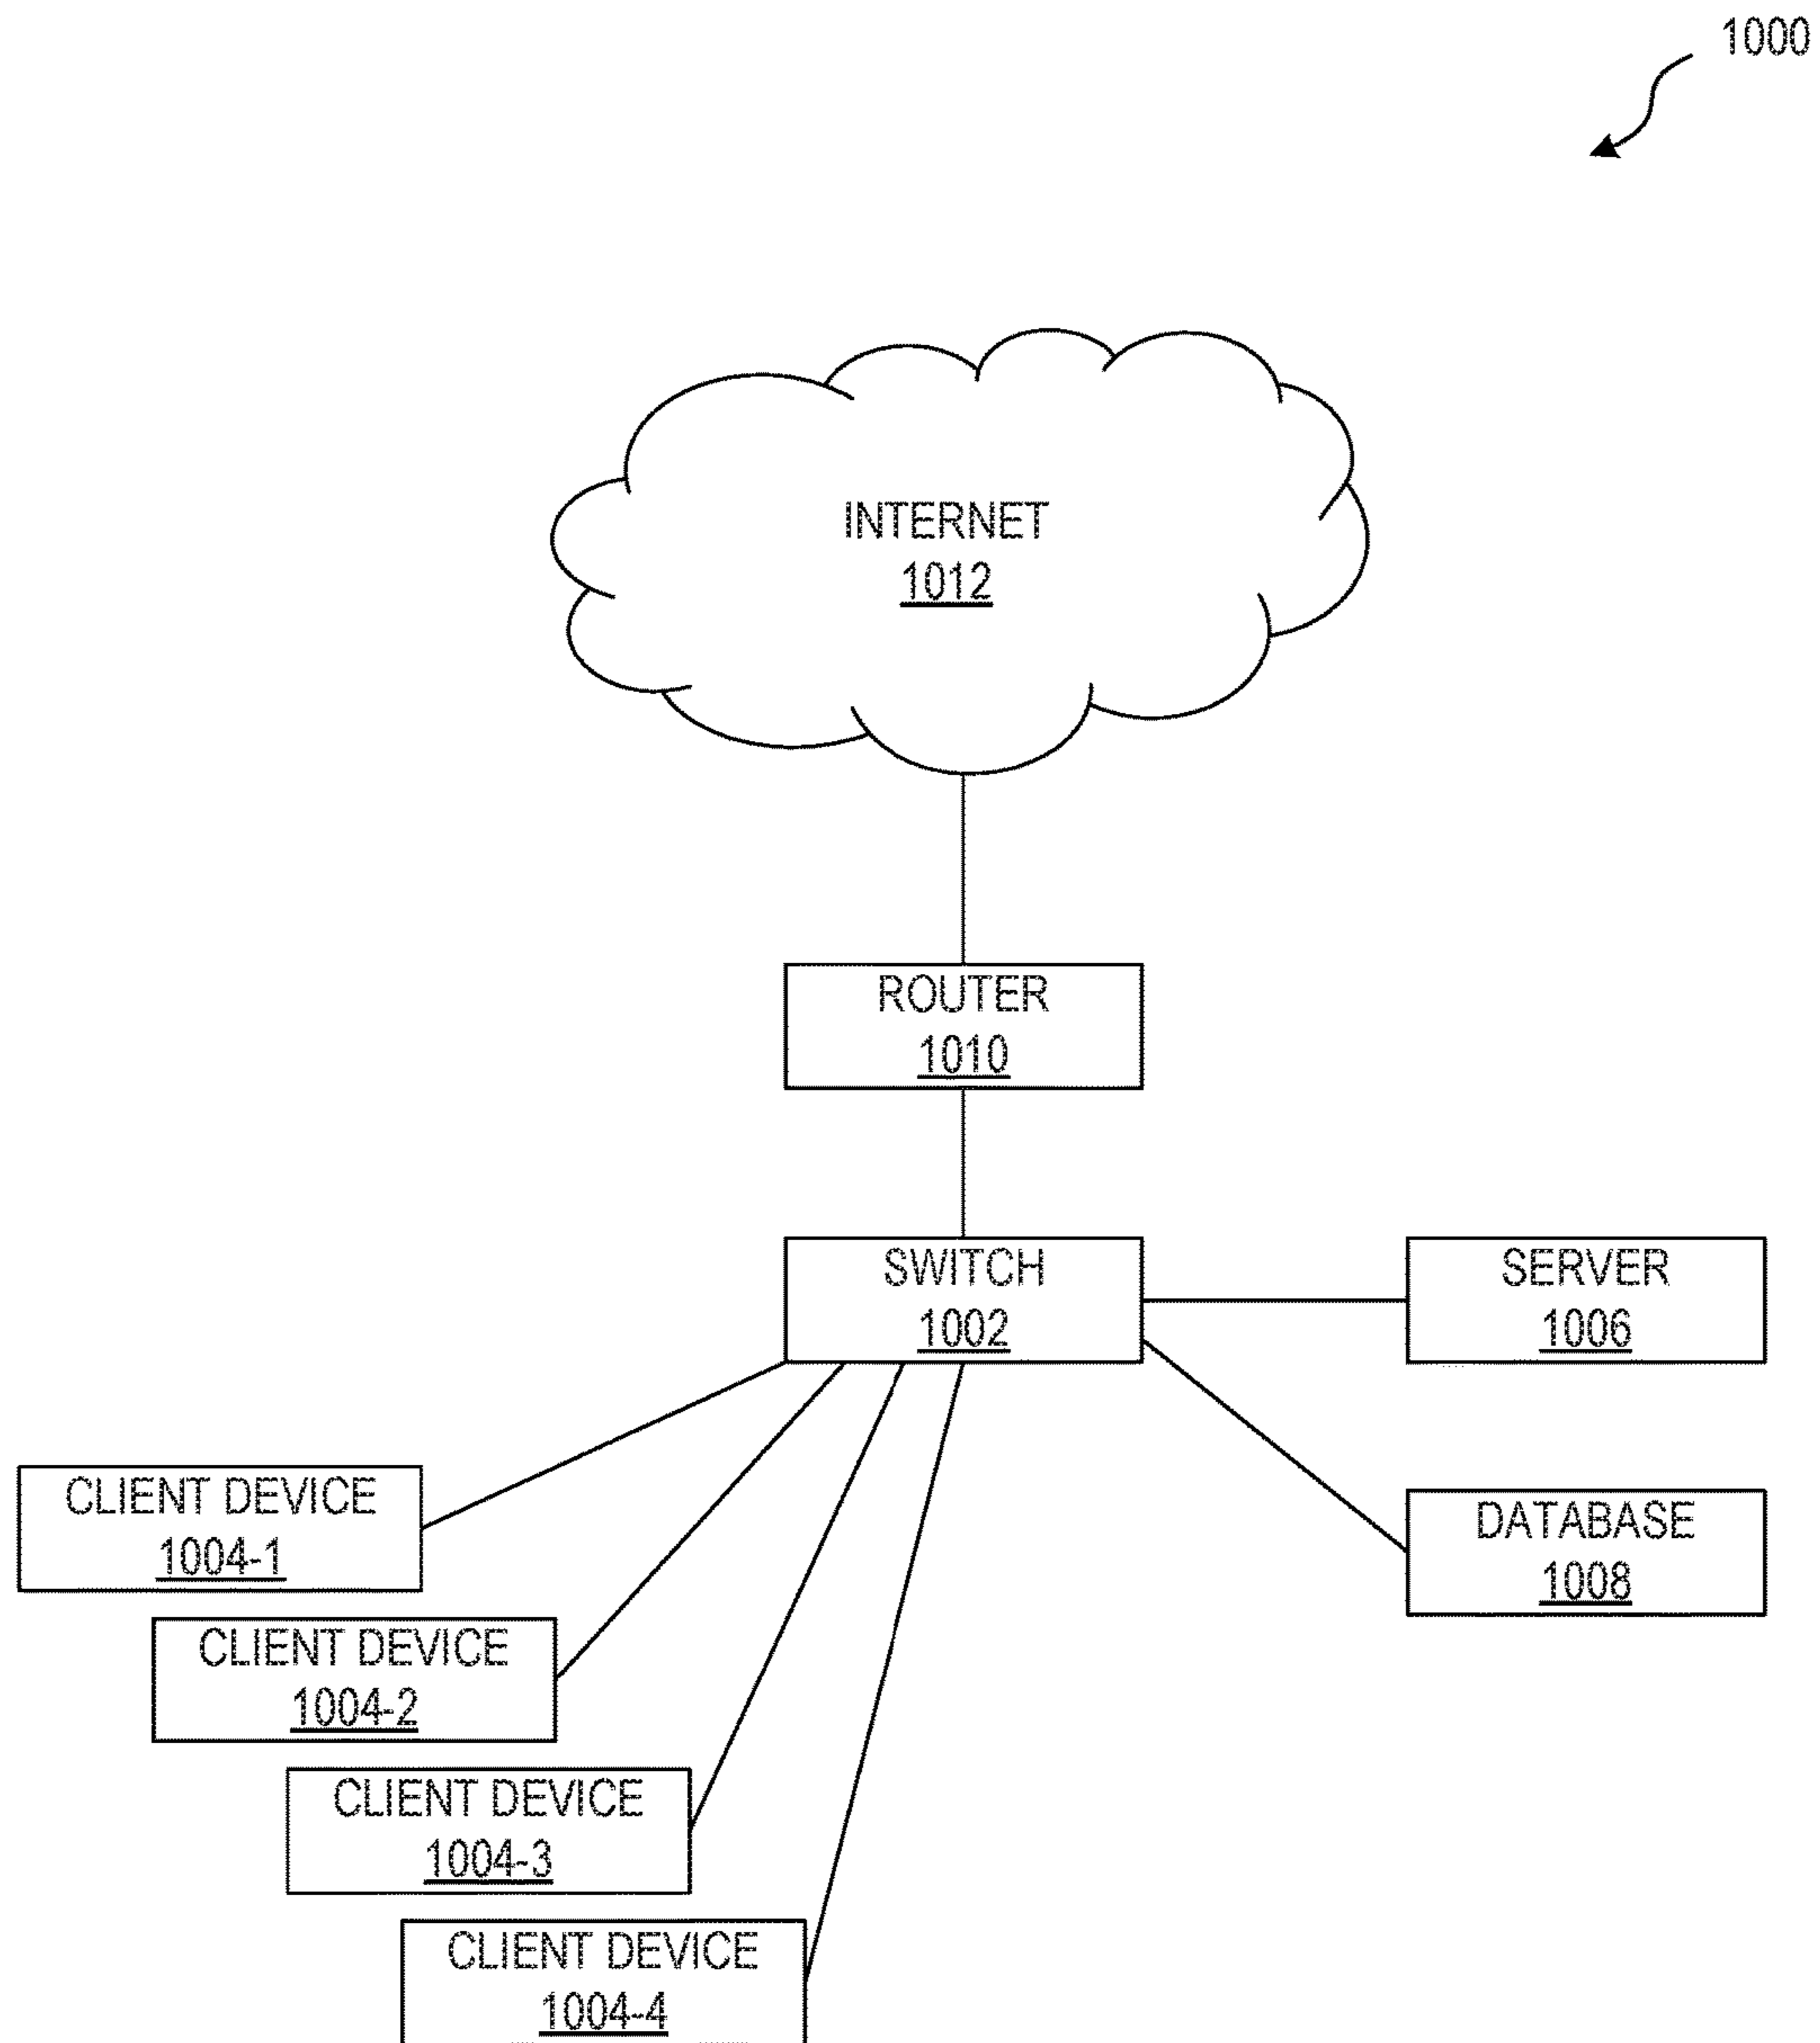 1000
INTERNET
1012
ROUTER
1010
SWITCH
1002
SERVER
1006
CLIENT DEVICE
1004-1
DATABASE
1008
CLIENT DEVICE
1004-2
CLIENT DEVICE
1004-3
CLIENT DEVICE
1004-4